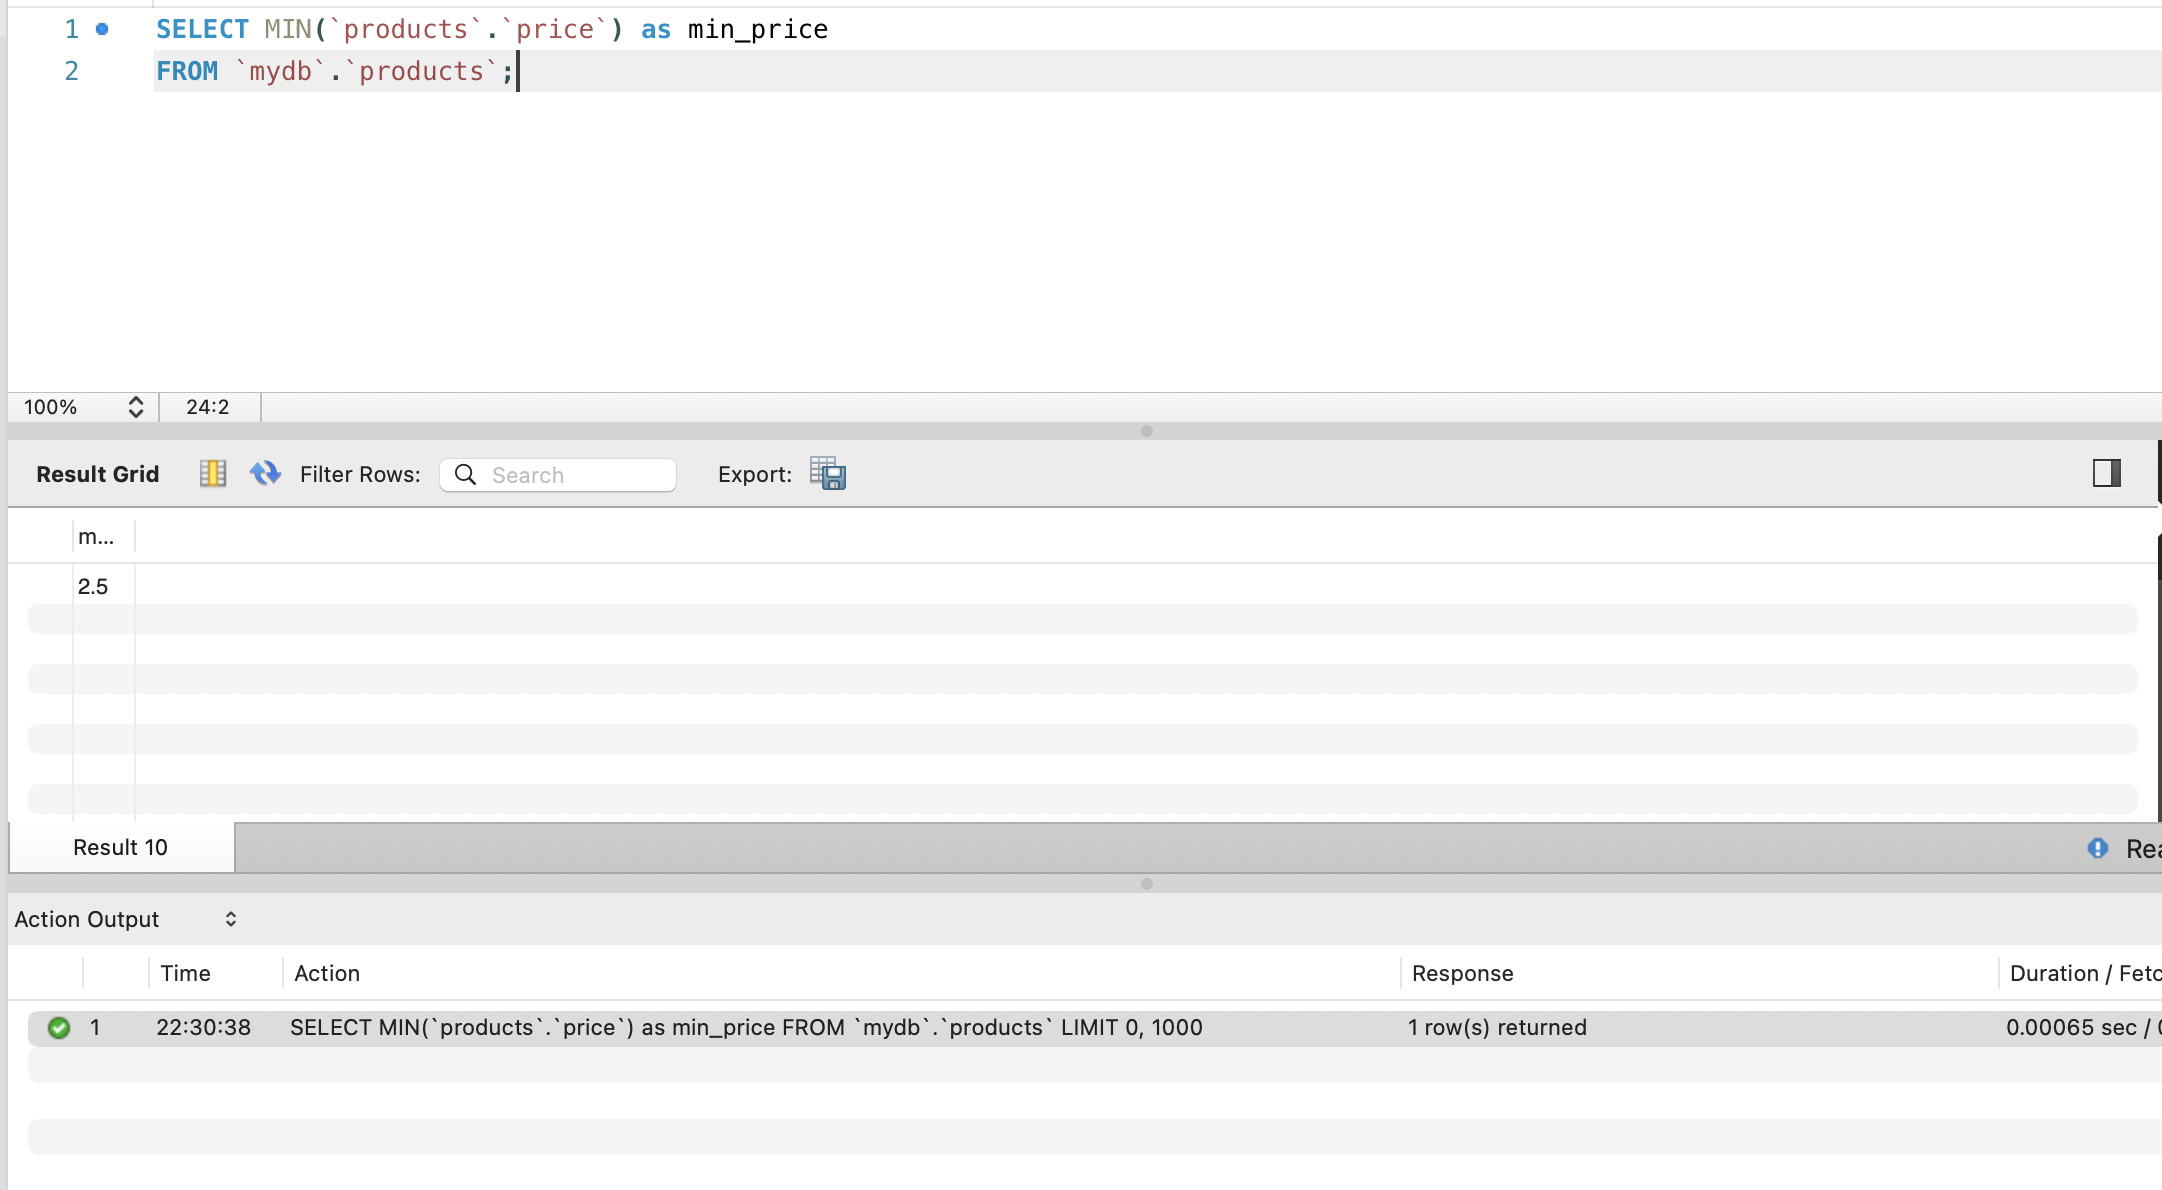 1 SELECT MIN(`products`.`price`) as min_price
2 FROM `mydb`.`products`;
100% 24:2
Result Grid Filter Rows: Search Export:
m...
2.5
Result 10 Rea
Action Output
Time Action Response Duration / Fetc
1 22:30:38 SELECT MIN(`products`.`price`) as min_price FROM `mydb`.`products` LIMIT 0, 1000 1 row(s) returned 0.00065 sec /